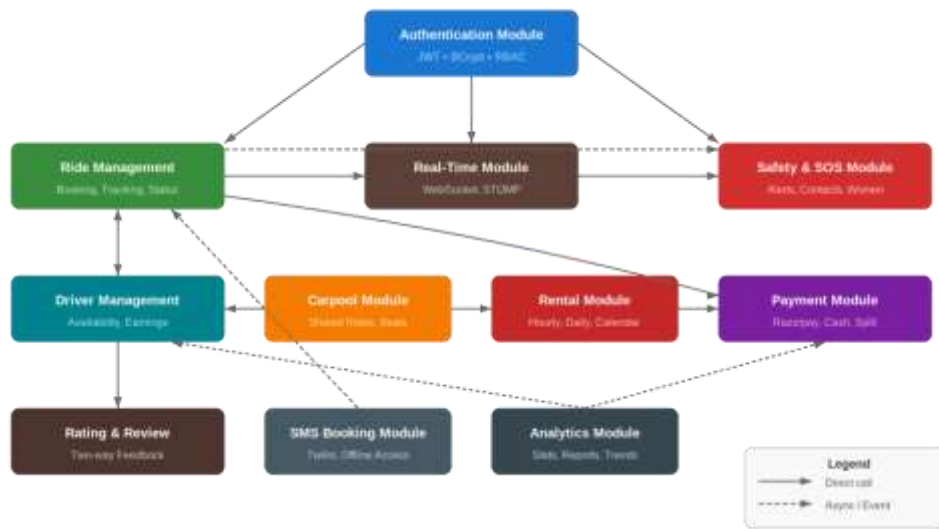 Authentication Module
JWT • BCrypt • RBAC
Ride Management
Booking, Tracking, Status
Real-Time Module
WebSocket, STOMP
Safety & SOS Module
Alerts, Contacts, Women
Driver Management
Availability, Earnings
Carpool Module
Shared Rides, Seats
Rental Module
Hourly, Daily, Calendar
Payment Module
Razorpay, Cash, Split
Rating & Review
Two-way Feedback
SMS Booking Module
Twilio, Offline Access
Analytics Module
Stats, Reports, Trends
Legend
Direct call
Async / Event